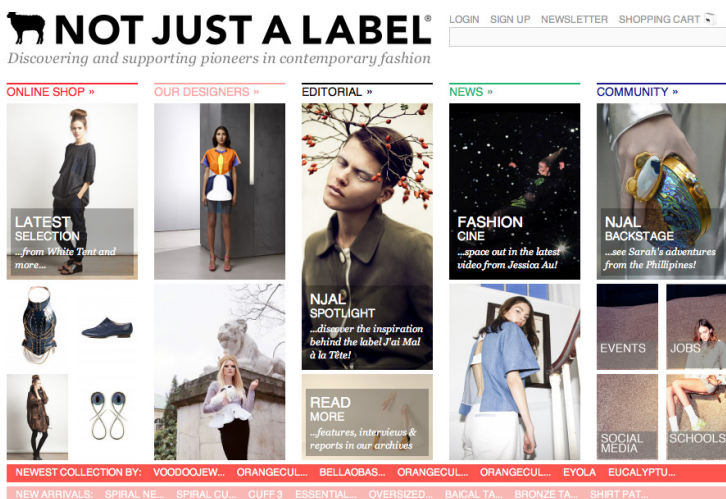 NOT JUST A LABEL®
LOGIN SIGN UP NEWSLETTER SHOPPING CART
Discovering and supporting pioneers in contemporary fashion
ONLINE SHOP »
LATEST
SELECTION
...from White Tent and
more...
OUR DESIGNERS »
EDITORIAL »
NJAL
SPOTLIGHT
...discover the inspiration
behind the label J'ai Mal
à la Tête!
READ
MORE
...features, interviews &
reports in our archives
NEWS »
FASHION
CINE
...space out in the latest
video from Jessica Au!
COMMUNITY »
NJAL
BACKSTAGE
...see Sarah's adventures
from the Phillipines!
EVENTS
JOBS
SOCIAL
MEDIA
SCHOOLS
NEWEST COLLECTION BY: VOODOOJEW... ORANGECUL... BELLAOBAS... ORANGECUL... ORANGECUL... EYOLA EUCALYPTU...
NEW ARRIVALS: SPIRAL NE... SPIRAL CU... CUFF 3 ESSENTIAL... OVERSIZED... BAICAL TA... BRONZE TA... SHIRT PAT...